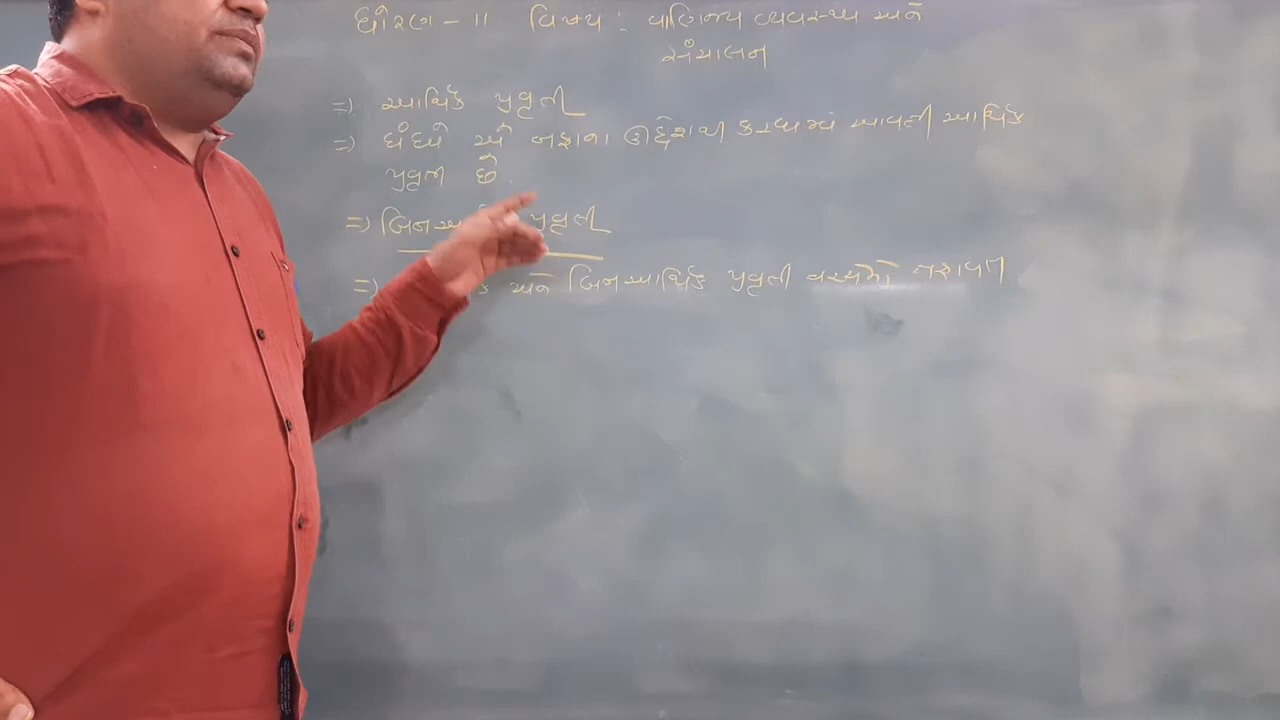 ધોરણ - 11 વિષય : વાણિજ્ય વ્યવસ્થા અને
સંચાલન
=> આર્થિક પ્રવૃત્તી
=> ધંધો એ નફાના ઉદ્દેશથી કરવામાં આવતી આર્થિક
પ્રવૃત્તી છે.
=> બિનઆર્થિક પ્રવૃત્તી
=> અને બિનઆર્થિક પ્રવૃત્તી વચ્ચેનો તફાવત